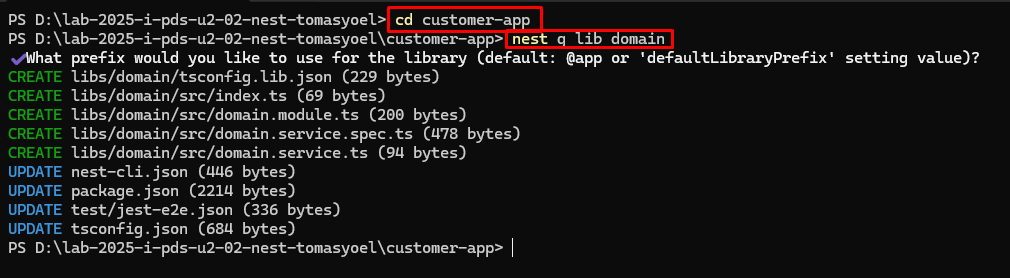 PS D:\lab-2025-i-pds-u2-02-nest-tomasyoel> cd customer-app
PS D:\lab-2025-i-pds-u2-02-nest-tomasyoel\customer-app> nest g lib domain
✔What prefix would you like to use for the library (default: @app or 'defaultLibraryPrefix' setting value)?
CREATE libs/domain/tsconfig.lib.json (229 bytes)
CREATE libs/domain/src/index.ts (69 bytes)
CREATE libs/domain/src/domain.module.ts (200 bytes)
CREATE libs/domain/src/domain.service.spec.ts (478 bytes)
CREATE libs/domain/src/domain.service.ts (94 bytes)
UPDATE nest-cli.json (446 bytes)
UPDATE package.json (2214 bytes)
UPDATE test/jest-e2e.json (336 bytes)
UPDATE tsconfig.json (684 bytes)
PS D:\lab-2025-i-pds-u2-02-nest-tomasyoel\customer-app>